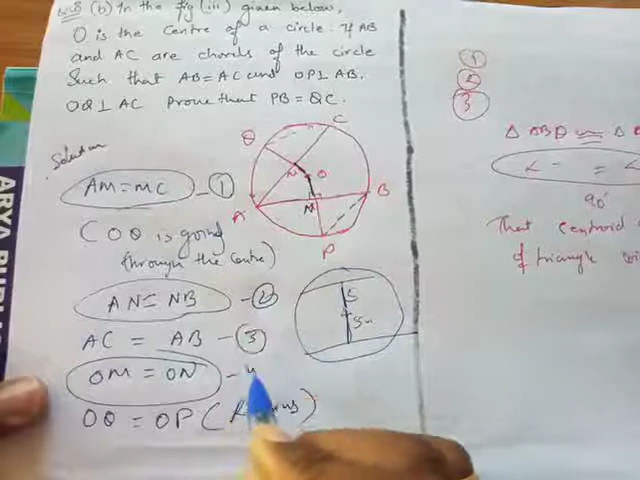 (b) In the fig (iii) given below,
O is the Centre of a circle. If AB
and AC are chords of the circle
Such that AB = AC and OP⊥ AB,
OQ⊥ AC Prove that PB = QC.
Solution
AM = MC - 1
( OQ is going
through the Centre)
AN = NB - 2
AC = AB - 3
OM = ON - 4
OQ = OP (
Q
C
O
M
N
A
B
P
5
1
2
3
90°
That centroid
of triangle